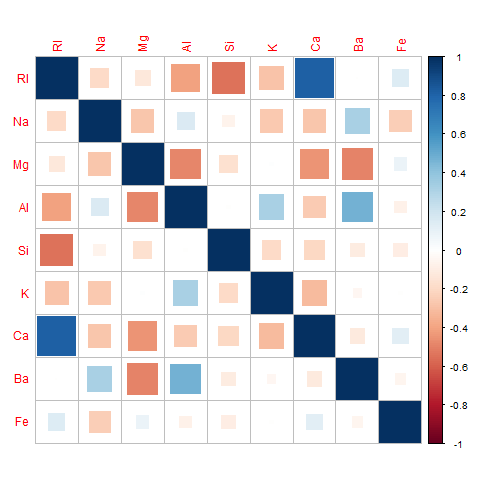 RI Na Mg Al Si K Ca Ba Fe
RI
Na
Mg
Al
Si
K
Ca
Ba
Fe
1
0.8
0.6
0.4
0.2
0
-0.2
-0.4
-0.6
-0.8
-1